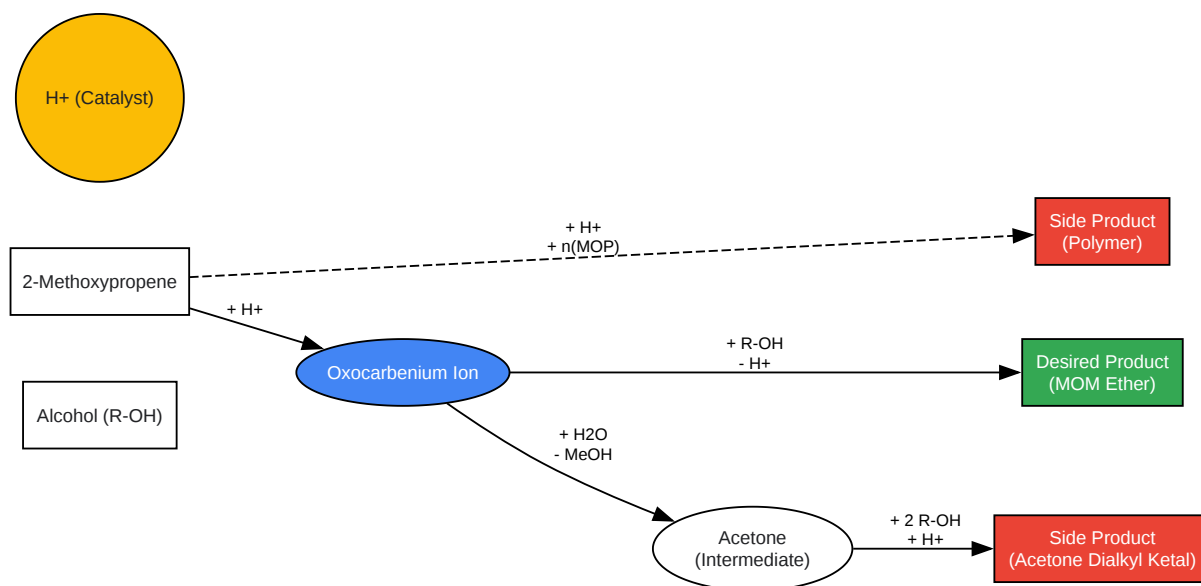 H+ (Catalyst)
+ H+
+ n(MOP)
Side Product
(Polymer)
2-Methoxypropene
+ H+
Oxocarbenium Ion
+ R-OH
- H+
Desired Product
(MOM Ether)
Alcohol (R-OH)
+ H2O
- MeOH
Acetone
(Intermediate)
+ 2 R-OH
+ H+
Side Product
(Acetone Dialkyl Ketal)